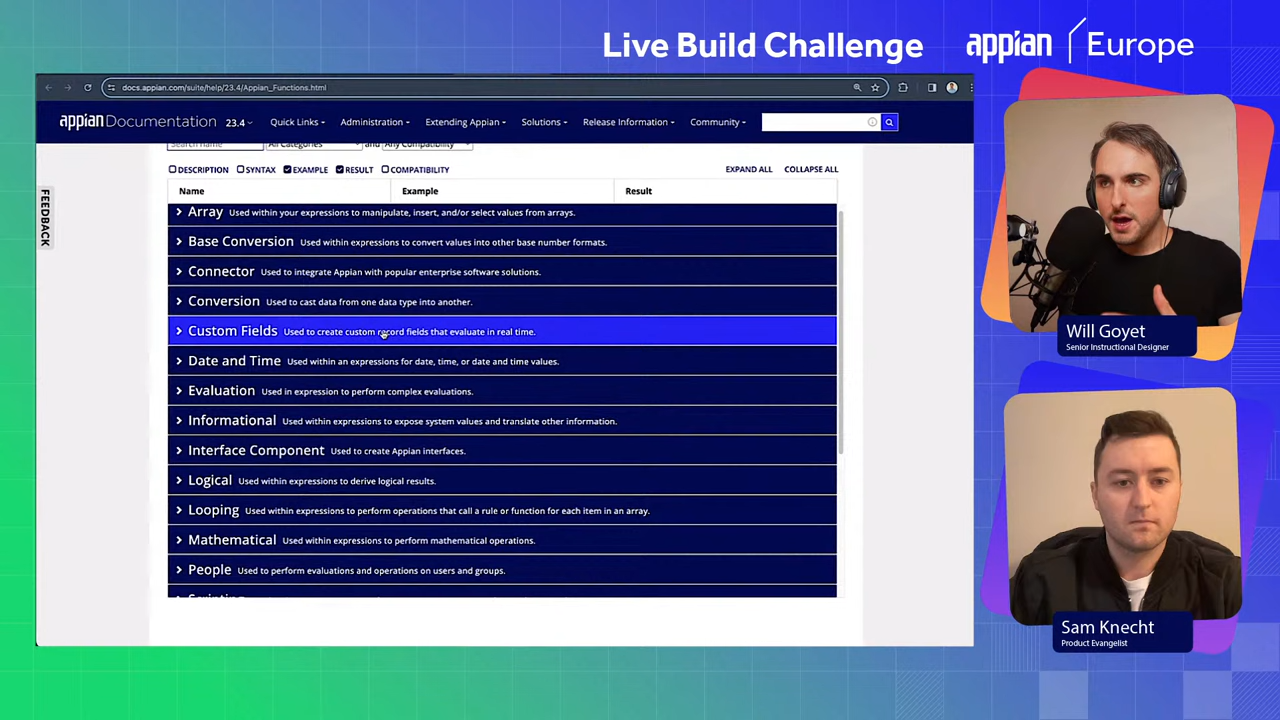 Live Build Challenge appian Europe
docs.appian.com/suite/help/23.4/Appian_Functions.html
appian Documentation 23.4 Quick Links Administration Extending Appian Solutions Release Information Community
Search name All Categories and Any Compatibility
DESCRIPTION SYNTAX EXAMPLE RESULT COMPATIBILITY EXPAND ALL COLLAPSE ALL
Name Example Result
FEEDBACK
Array Used within your expressions to manipulate, insert, and/or select values from arrays.
Base Conversion Used within expressions to convert values into other base number formats.
Connector Used to integrate Appian with popular enterprise software solutions.
Conversion Used to cast data from one data type into another.
Custom Fields Used to create custom record fields that evaluate in real time.
Date and Time Used within an expressions for date, time, or date and time values.
Evaluation Used in expression to perform complex evaluations.
Informational Used within expressions to expose system values and translate other information.
Interface Component Used to create Appian interfaces.
Logical Used within expressions to derive logical results.
Looping Used within expressions to perform operations that call a rule or function for each item in an array.
Mathematical Used within expressions to perform mathematical operations.
People Used to perform evaluations and operations on users and groups.
Scripting
Will Goyet
Senior Instructional Designer
Sam Knecht
Product Evangelist